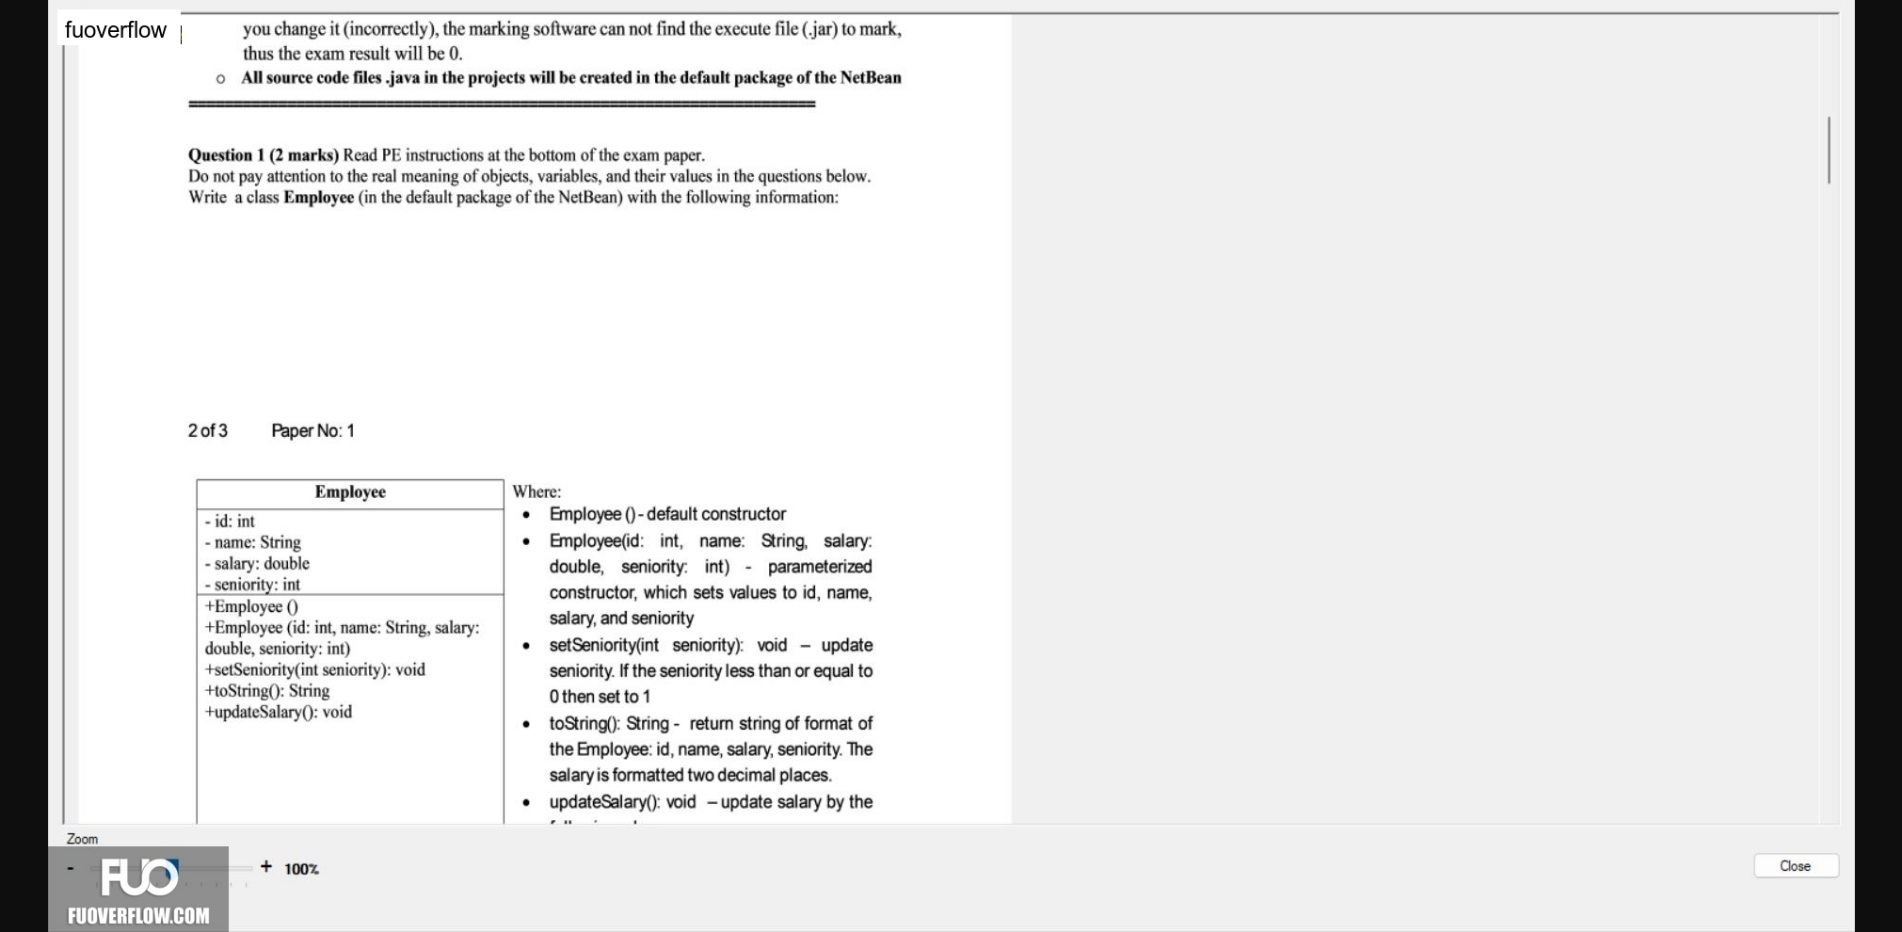 fuoverflow
you change it (incorrectly), the marking software can not find the execute file (.jar) to mark,
thus the exam result will be 0.
o All source code files .java in the projects will be created in the default package of the NetBean
Question 1 (2 marks) Read PE instructions at the bottom of the exam paper.
Do not pay attention to the real meaning of objects, variables, and their values in the questions below.
Write a class Employee (in the default package of the NetBean) with the following information:
2 of 3 Paper No: 1
Employee
- id: int
- name: String
- salary: double
- seniority: int
+Employee ()
+Employee (id: int, name: String, salary:
double, seniority: int)
+setSeniority(int seniority): void
+toString(): String
+updateSalary(): void
Where:
• Employee () - default constructor
• Employee(id: int, name: String, salary:
double, seniority: int) - parameterized
constructor, which sets values to id, name,
salary, and seniority
• setSeniority(int seniority): void – update
seniority. If the seniority less than or equal to
0 then set to 1
• toString(): String - return string of format of
the Employee: id, name, salary, seniority. The
salary is formatted two decimal places.
• updateSalary(): void – update salary by the
Zoom
- + 100%
Close
FUO
FUOVERFLOW.COM